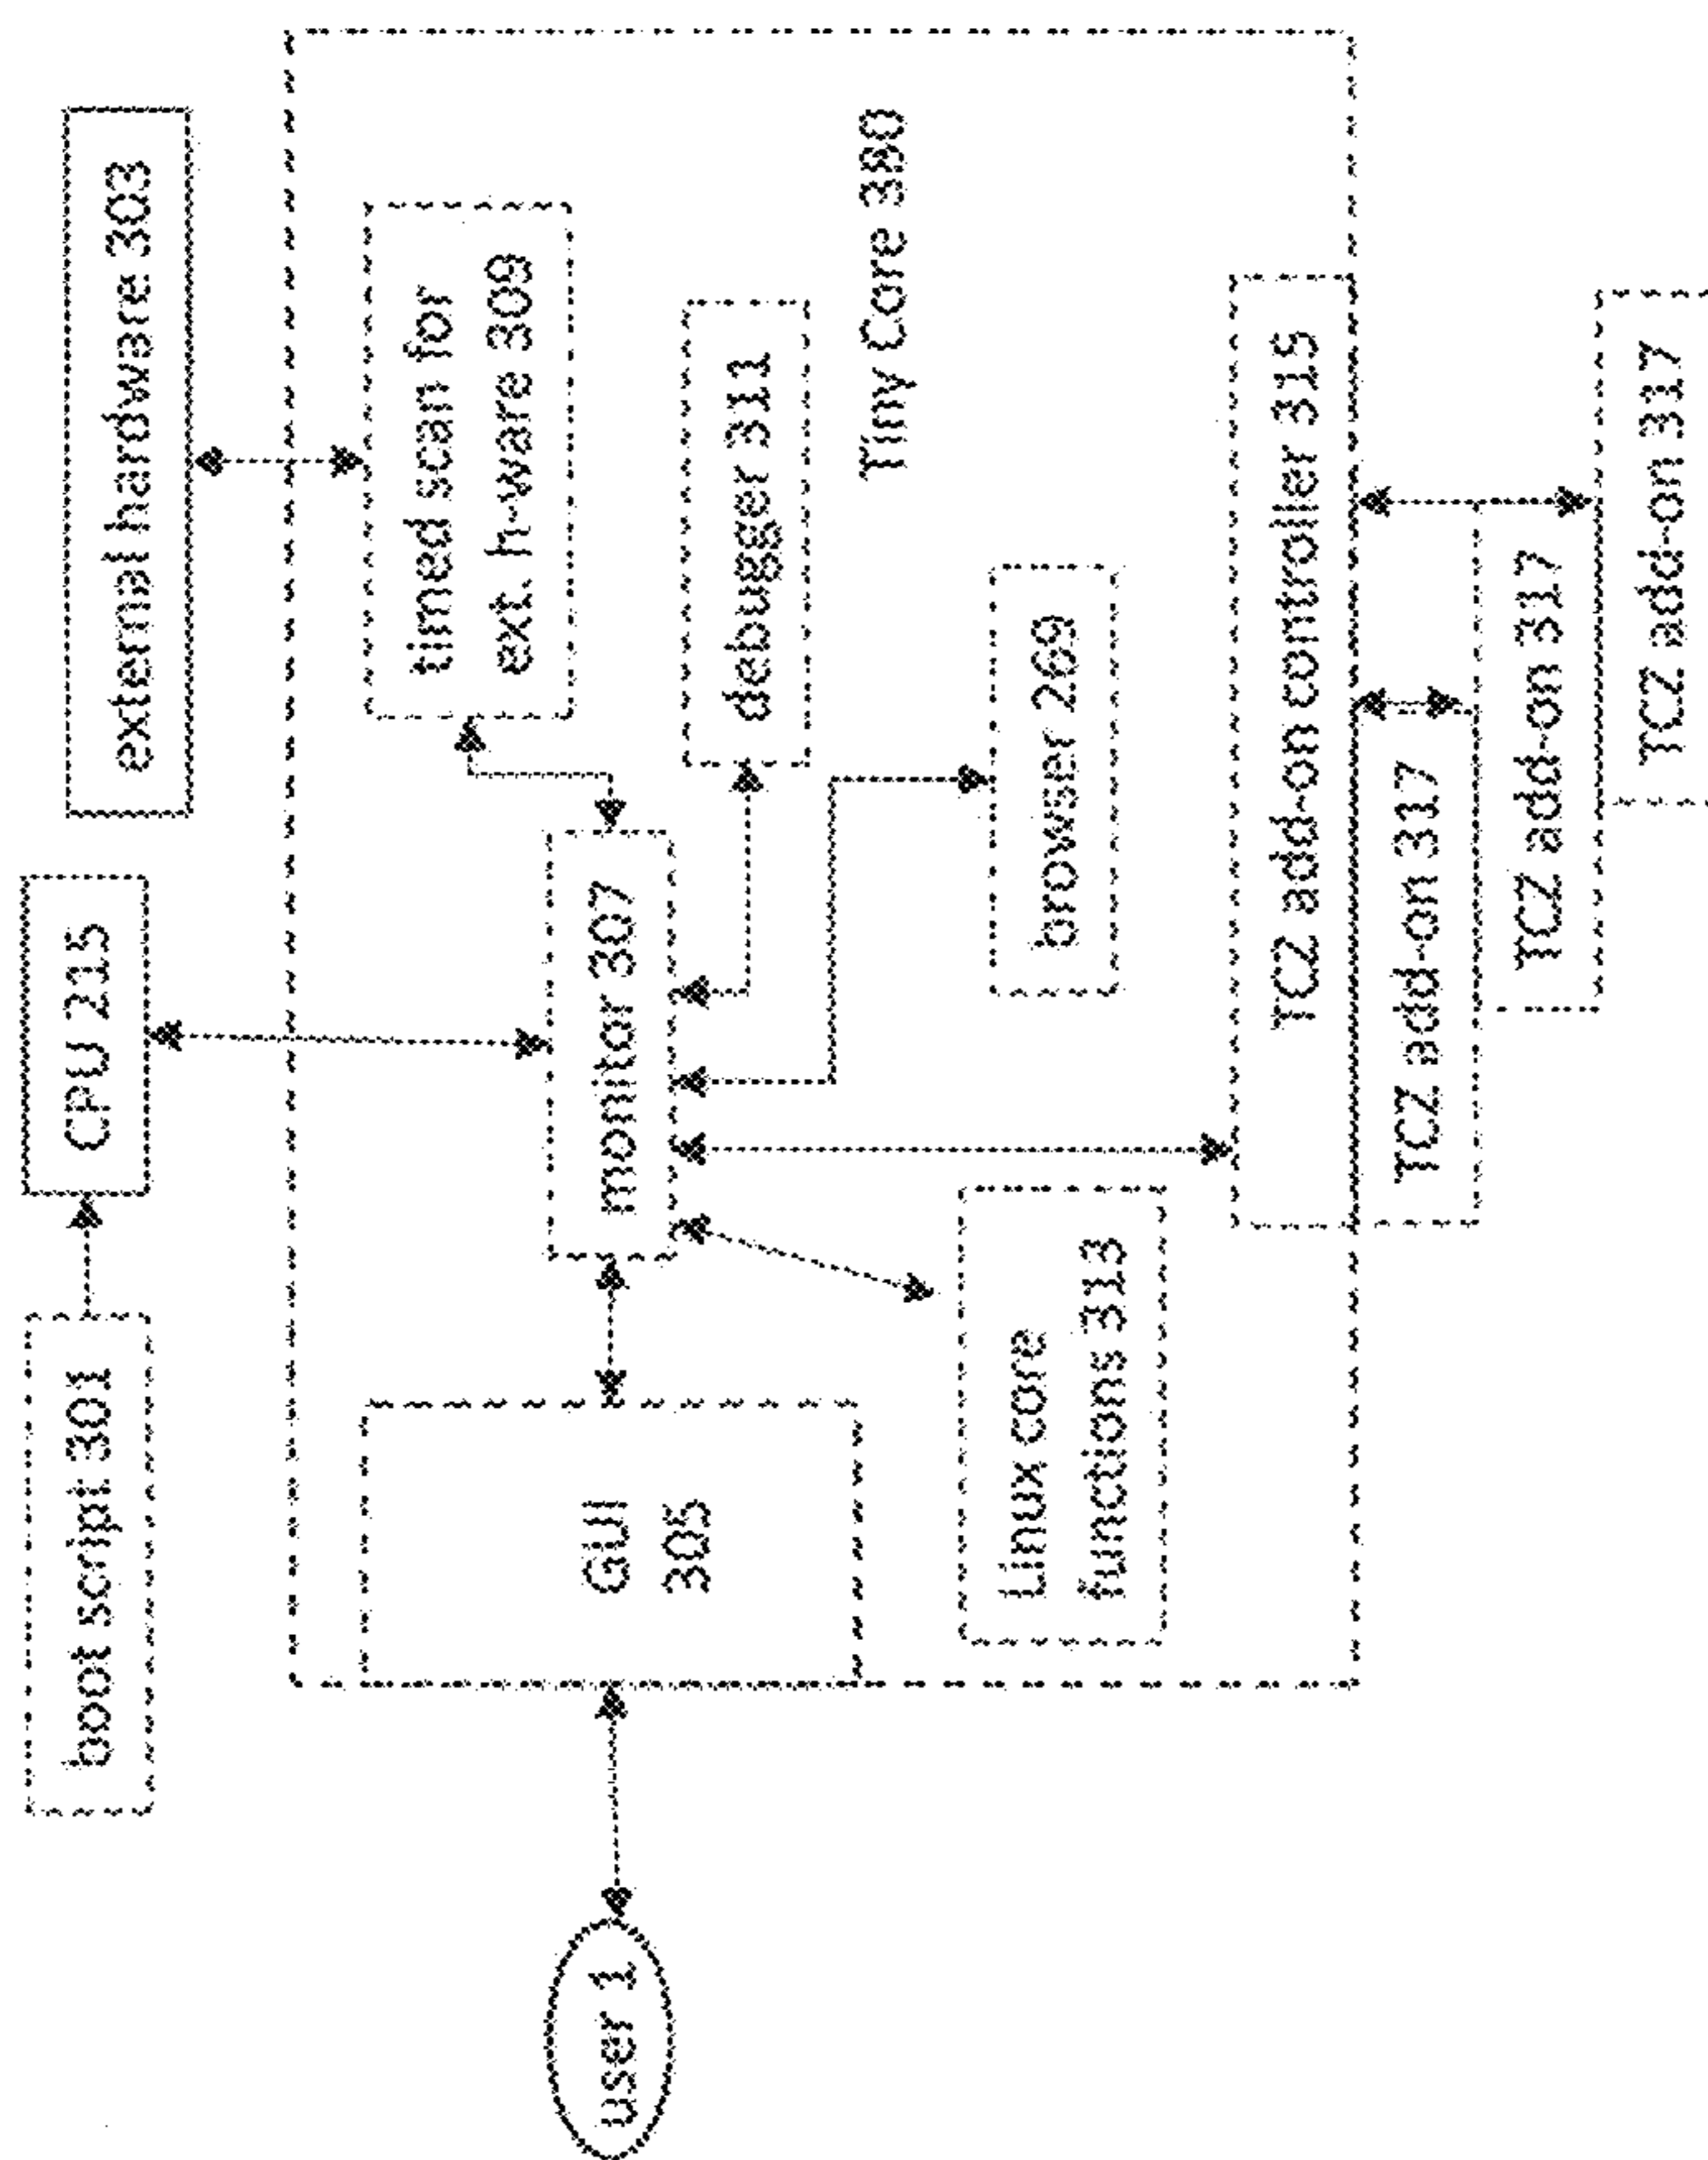 boot script 301
CPU 215
external hardware 303
user 1
GUI
305
monitor 307
timed scan for
ext. h-ware 309
debugger 311
Tiny Core 380
Linux core
functions 313
browser 269
TCZ add-on controller 315
TCZ add-on 317
TCZ add-on 317
TCZ add-on 317